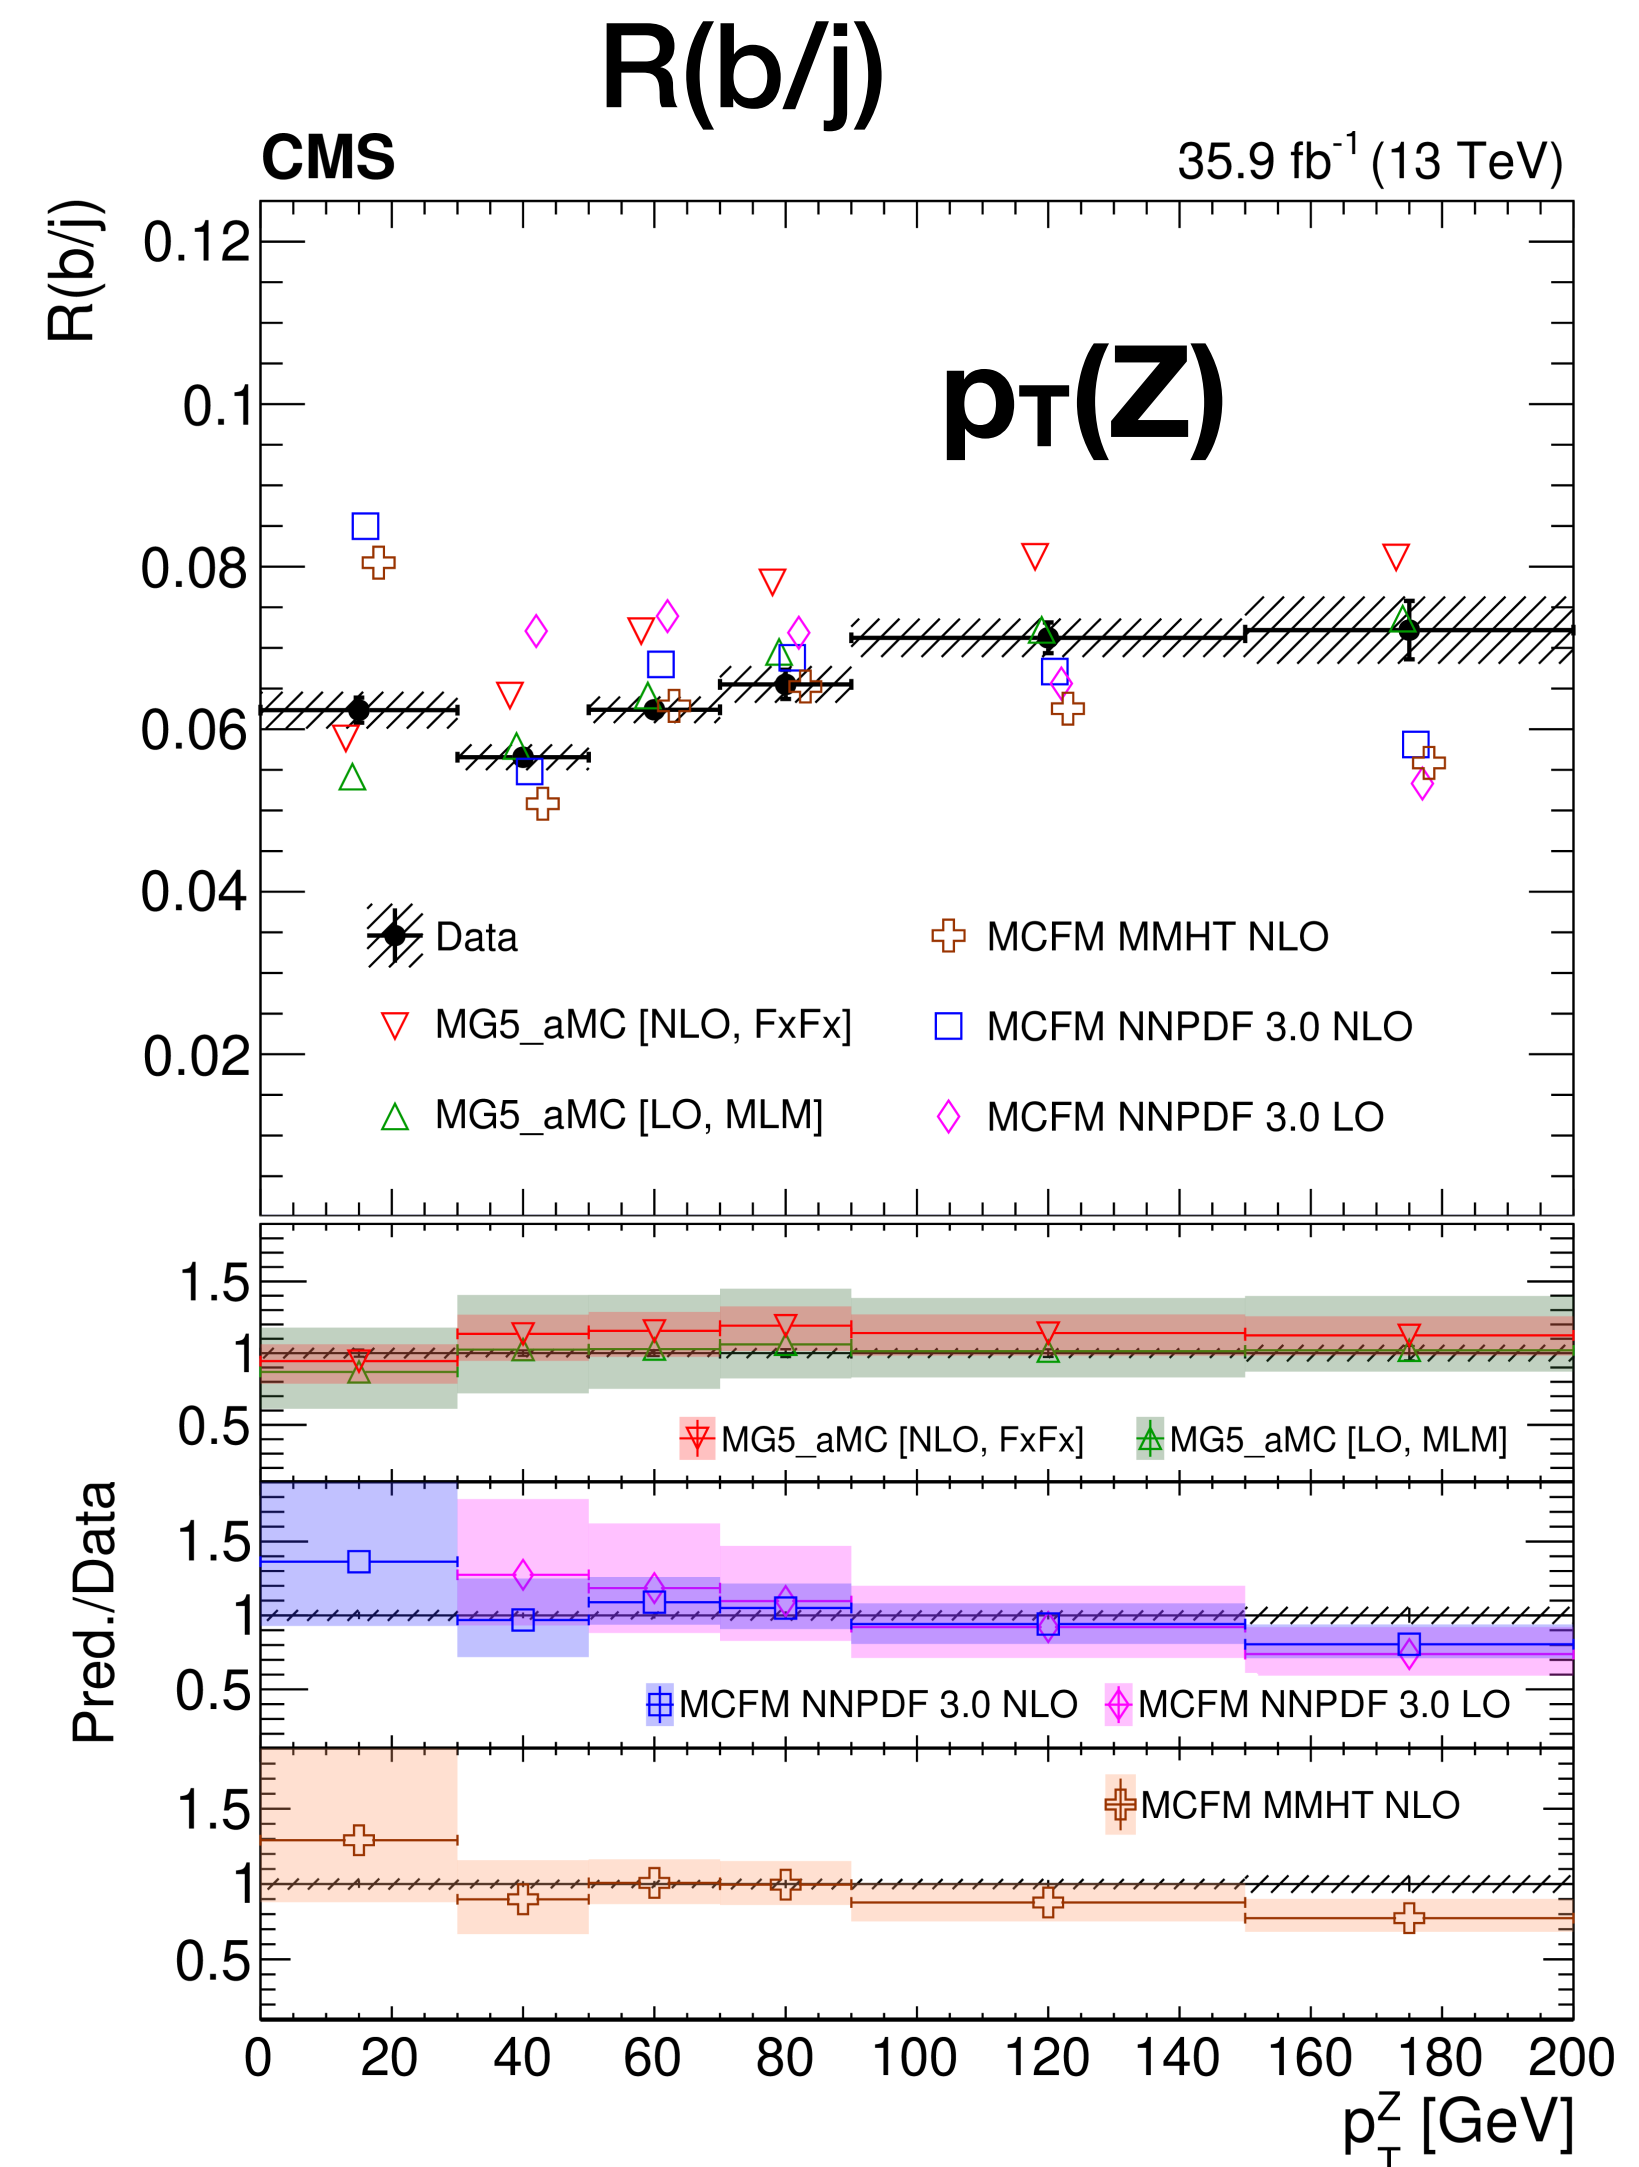 R(b/j)
CMS 35.9 fb-1 (13 TeV)
R(b/j)
0.12
0.1
pT(Z)
0.08
0.06
0.04
Data
MCFM MMHT NLO
MG5_aMC [NLO, FxFx]
MCFM NNPDF 3.0 NLO
0.02
MG5_aMC [LO, MLM]
MCFM NNPDF 3.0 LO
Pred./Data
1.5
1
0.5
MG5_aMC [NLO, FxFx] MG5_aMC [LO, MLM]
1.5
1
0.5
MCFM NNPDF 3.0 NLO MCFM NNPDF 3.0 LO
MCFM MMHT NLO
1.5
1
0.5
0 20 40 60 80 100 120 140 160 180 200
pTZ [GeV]